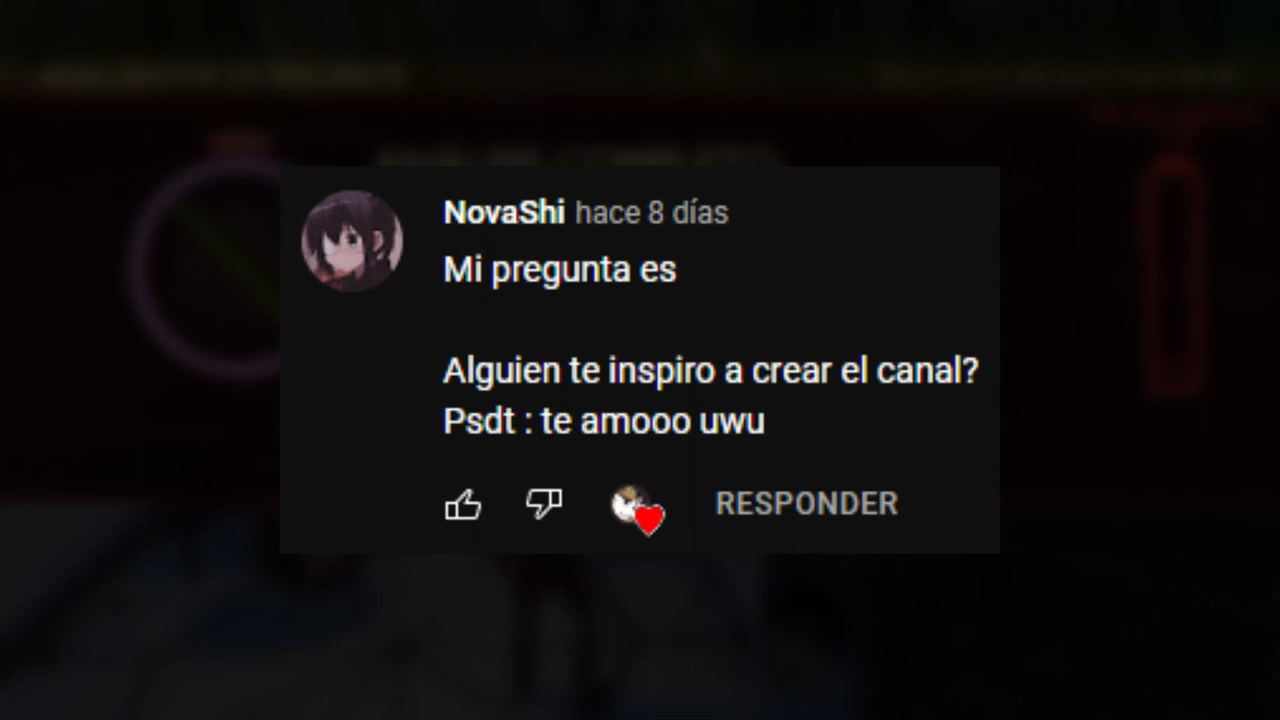 NovaShi hace 8 días
Mi pregunta es
Alguien te inspiro a crear el canal?
Psdt : te amooo uwu
RESPONDER